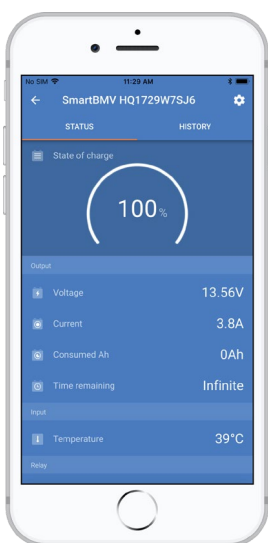 No SIM 11:29 AM
SmartBMV HQ1729W7SJ6
STATUS HISTORY
State of charge
100%
Output
Voltage 13.56V
Current 3.8A
Consumed Ah 0Ah
Time remaining Infinite
Input
Temperature 39°C
Relay